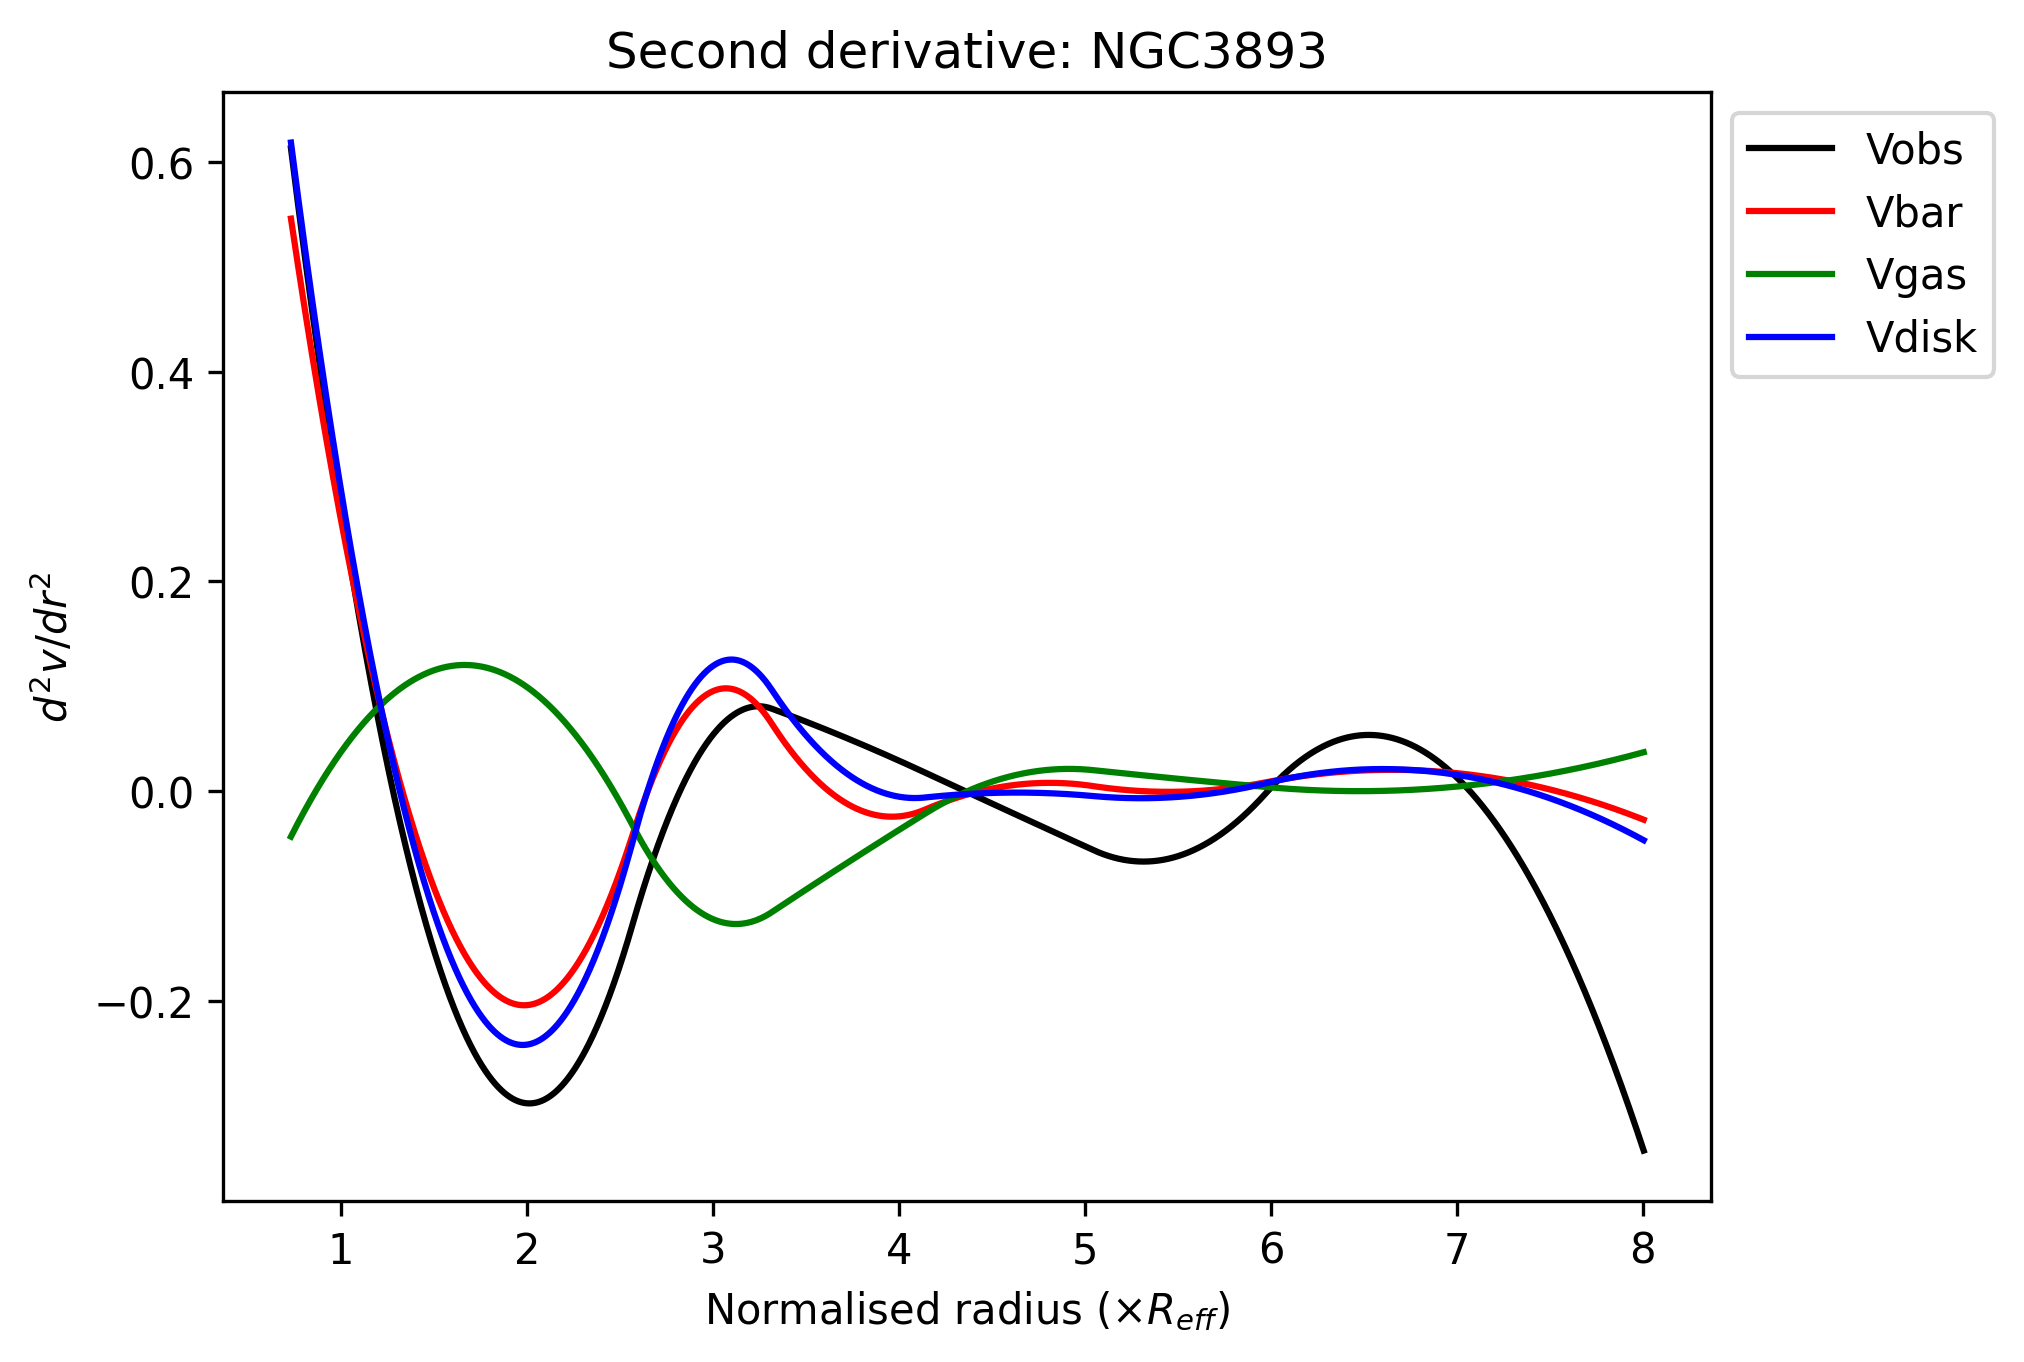 Second derivative: NGC3893
Vobs
Vbar
Vgas
Vdisk
0.6
0.4
0.2
0.0
−0.2
d²v/dr²
1 2 3 4 5 6 7 8
Normalised radius (×R_eff)